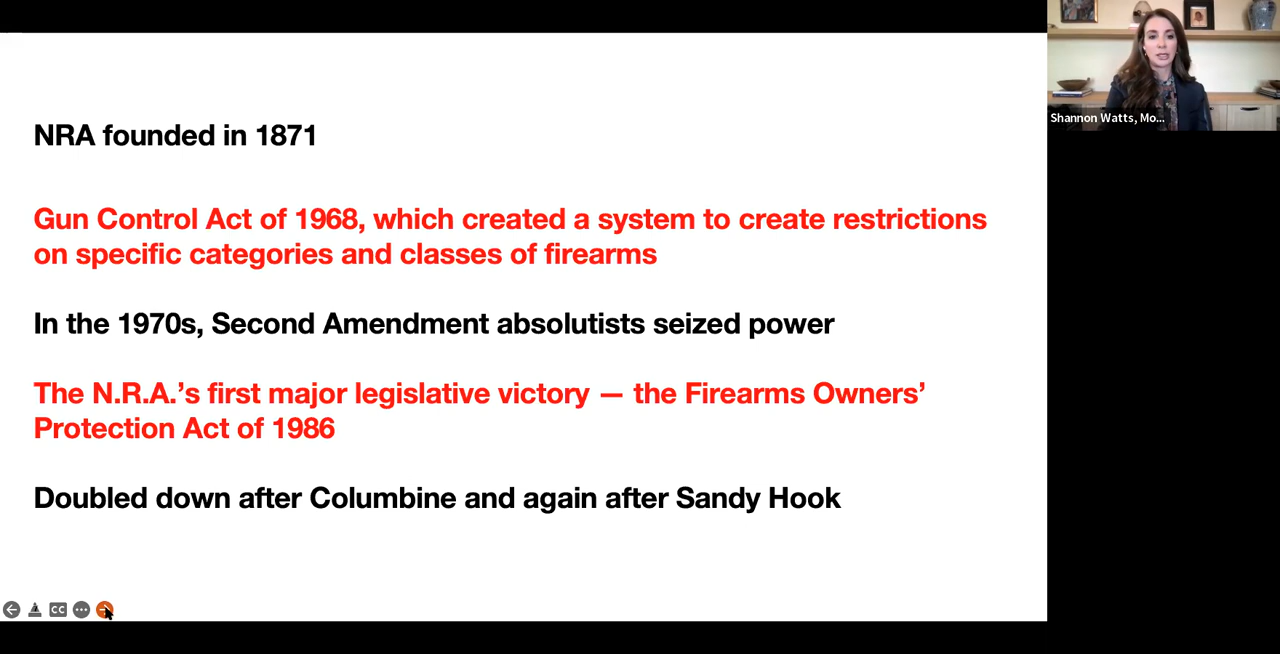 NRA founded in 1871
Gun Control Act of 1968, which created a system to create restrictions
on specific categories and classes of firearms
In the 1970s, Second Amendment absolutists seized power
The N.R.A.’s first major legislative victory — the Firearms Owners’
Protection Act of 1986
Doubled down after Columbine and again after Sandy Hook
Shannon Watts, Mo...
CC